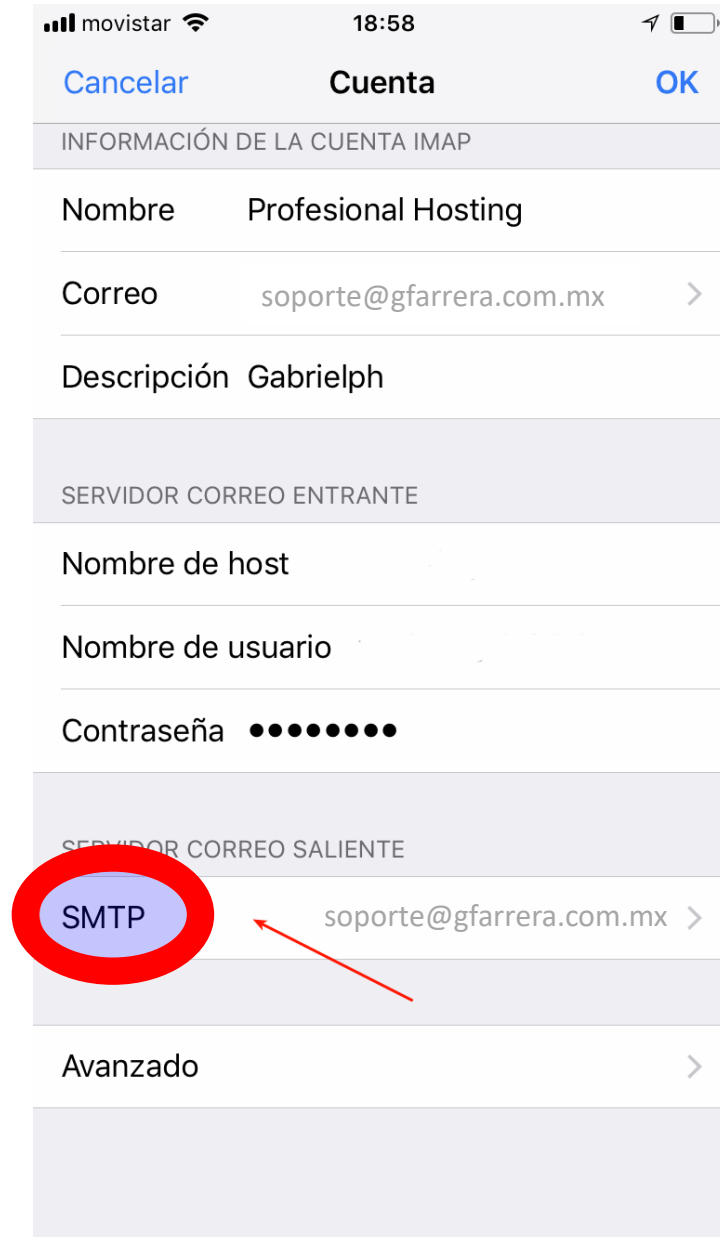 movistar 18:58
Cancelar Cuenta OK
INFORMACIÓN DE LA CUENTA IMAP
Nombre Profesional Hosting
Correo soporte@gfarrera.com.mx
Descripción Gabrielph
SERVIDOR CORREO ENTRANTE
Nombre de host
Nombre de usuario
Contraseña ●●●●●●●●
SERVIDOR CORREO SALIENTE
SMTP soporte@gfarrera.com.mx
Avanzado